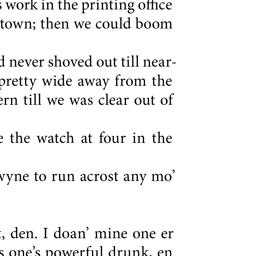 work in the printing office
town; then we could boom
never shoved out till near-
pretty wide away from the
ern till we was clear out of
the watch at four in the
wyne to run acrost any mo’
den. I doan’ mine one er
one’s powerful drunk, en